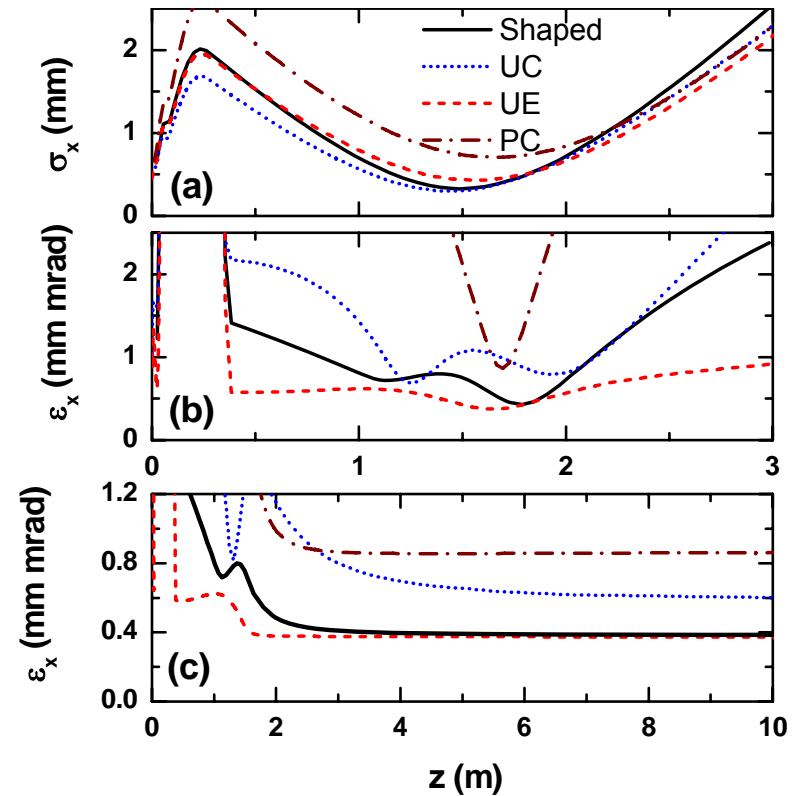 Shaped
UC
UE
PC
σx (mm)
2
1
0
(a)
εx (mm mrad)
2
1
0
(b)
0 1 2 3
εx (mm mrad)
1.2
0.8
0.4
0.0
(c)
0 2 4 6 8 10
z (m)